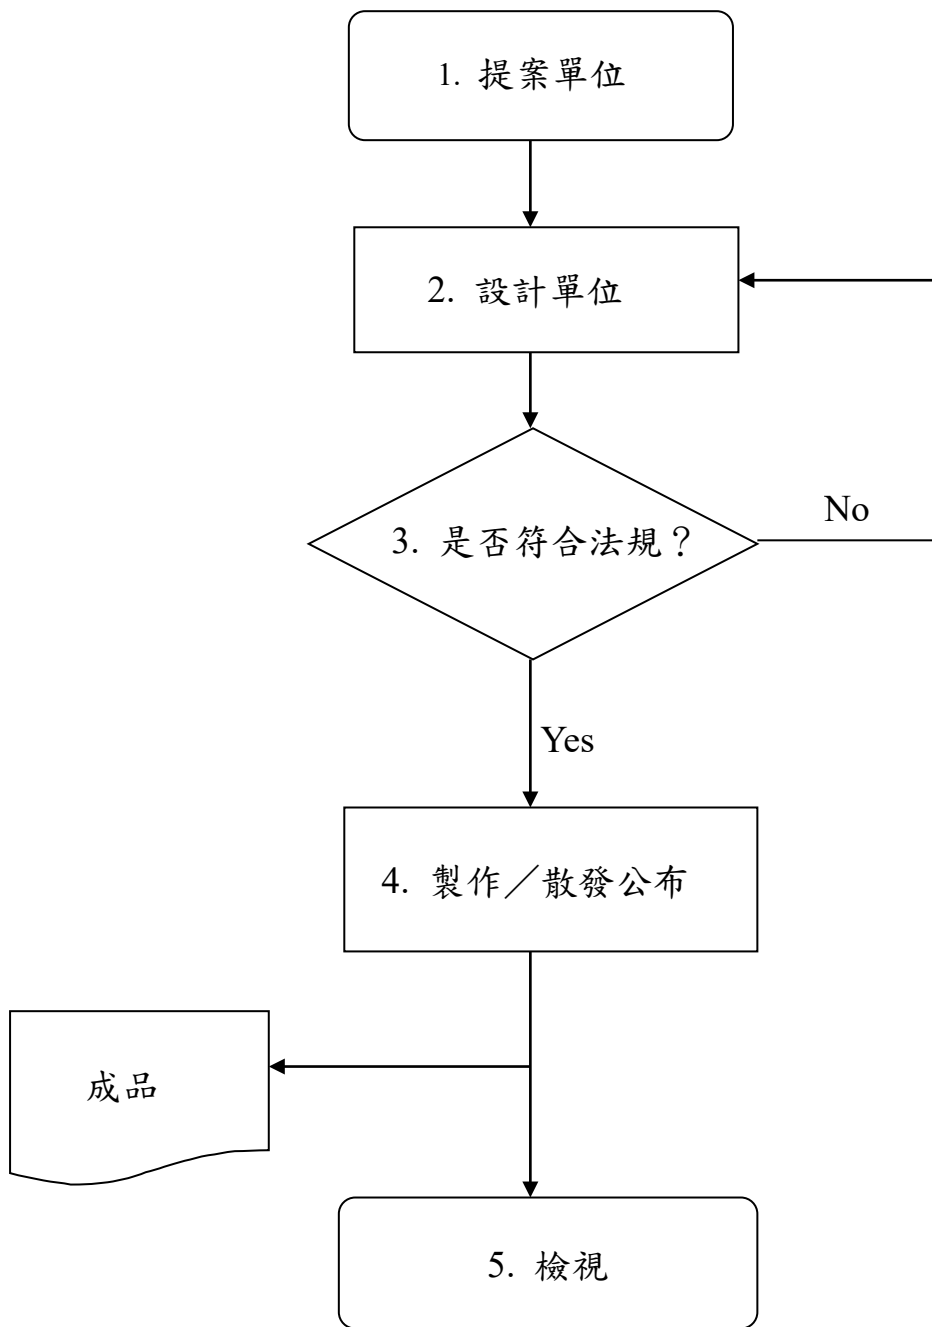 1. 提案單位
2. 設計單位
3. 是否符合法規？
No
Yes
4. 製作／散發公布
成品
5. 檢視